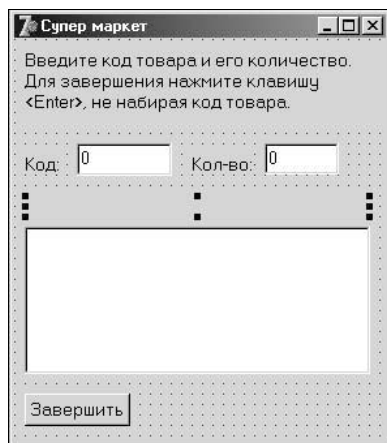 Супер маркет
Введите код товара и его количество.
Для завершения нажмите клавишу
<Enter>, не набирая код товара.
Код: 0 Кол-во: 0
Завершить